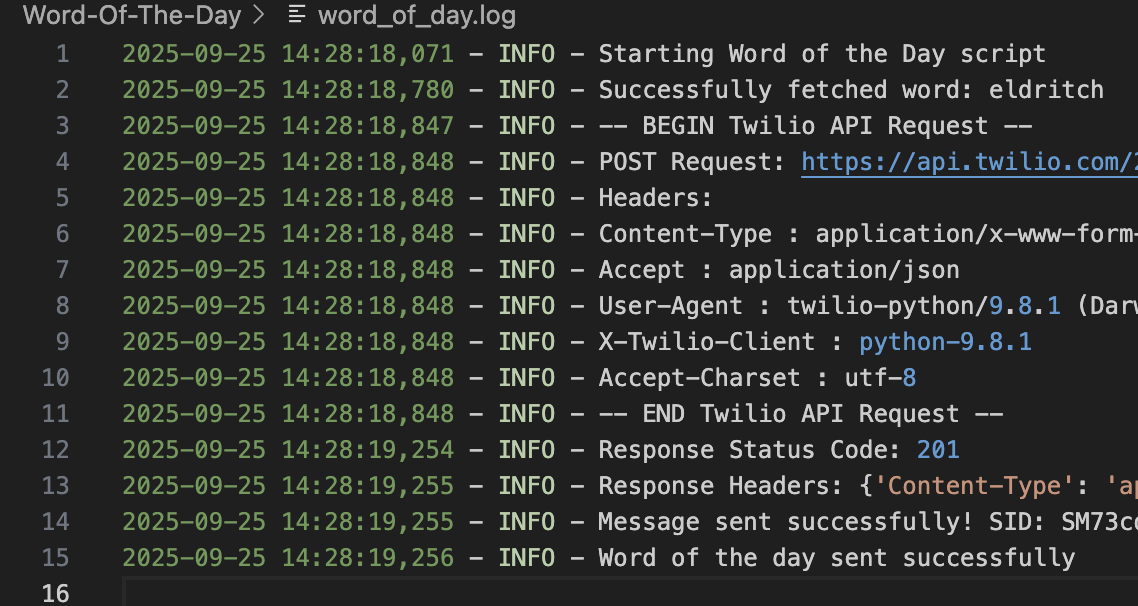 Word-Of-The-Day > word_of_day.log
1 2025-09-25 14:28:18,071 - INFO - Starting Word of the Day script
2 2025-09-25 14:28:18,780 - INFO - Successfully fetched word: eldritch
3 2025-09-25 14:28:18,847 - INFO - -- BEGIN Twilio API Request --
4 2025-09-25 14:28:18,848 - INFO - POST Request: https://api.twilio.com/2
5 2025-09-25 14:28:18,848 - INFO - Headers:
6 2025-09-25 14:28:18,848 - INFO - Content-Type : application/x-www-form-
7 2025-09-25 14:28:18,848 - INFO - Accept : application/json
8 2025-09-25 14:28:18,848 - INFO - User-Agent : twilio-python/9.8.1 (Darw
9 2025-09-25 14:28:18,848 - INFO - X-Twilio-Client : python-9.8.1
10 2025-09-25 14:28:18,848 - INFO - Accept-Charset : utf-8
11 2025-09-25 14:28:18,848 - INFO - -- END Twilio API Request --
12 2025-09-25 14:28:19,254 - INFO - Response Status Code: 201
13 2025-09-25 14:28:19,255 - INFO - Response Headers: {'Content-Type': 'ap
14 2025-09-25 14:28:19,255 - INFO - Message sent successfully! SID: SM73cc
15 2025-09-25 14:28:19,256 - INFO - Word of the day sent successfully
16